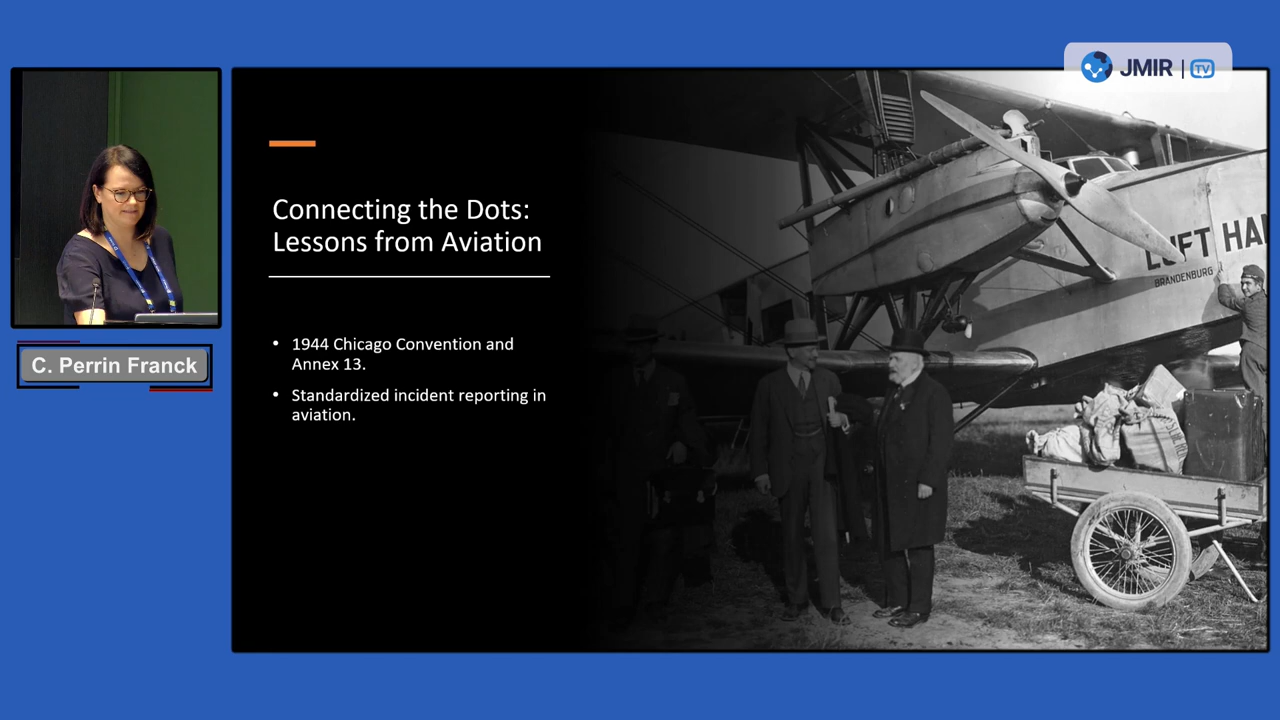 JMIR | TV
Connecting the Dots:
Lessons from Aviation
• 1944 Chicago Convention and
Annex 13.
• Standardized incident reporting in
aviation.
LUFT HAN
BRANDENBURG
C. Perrin Franck